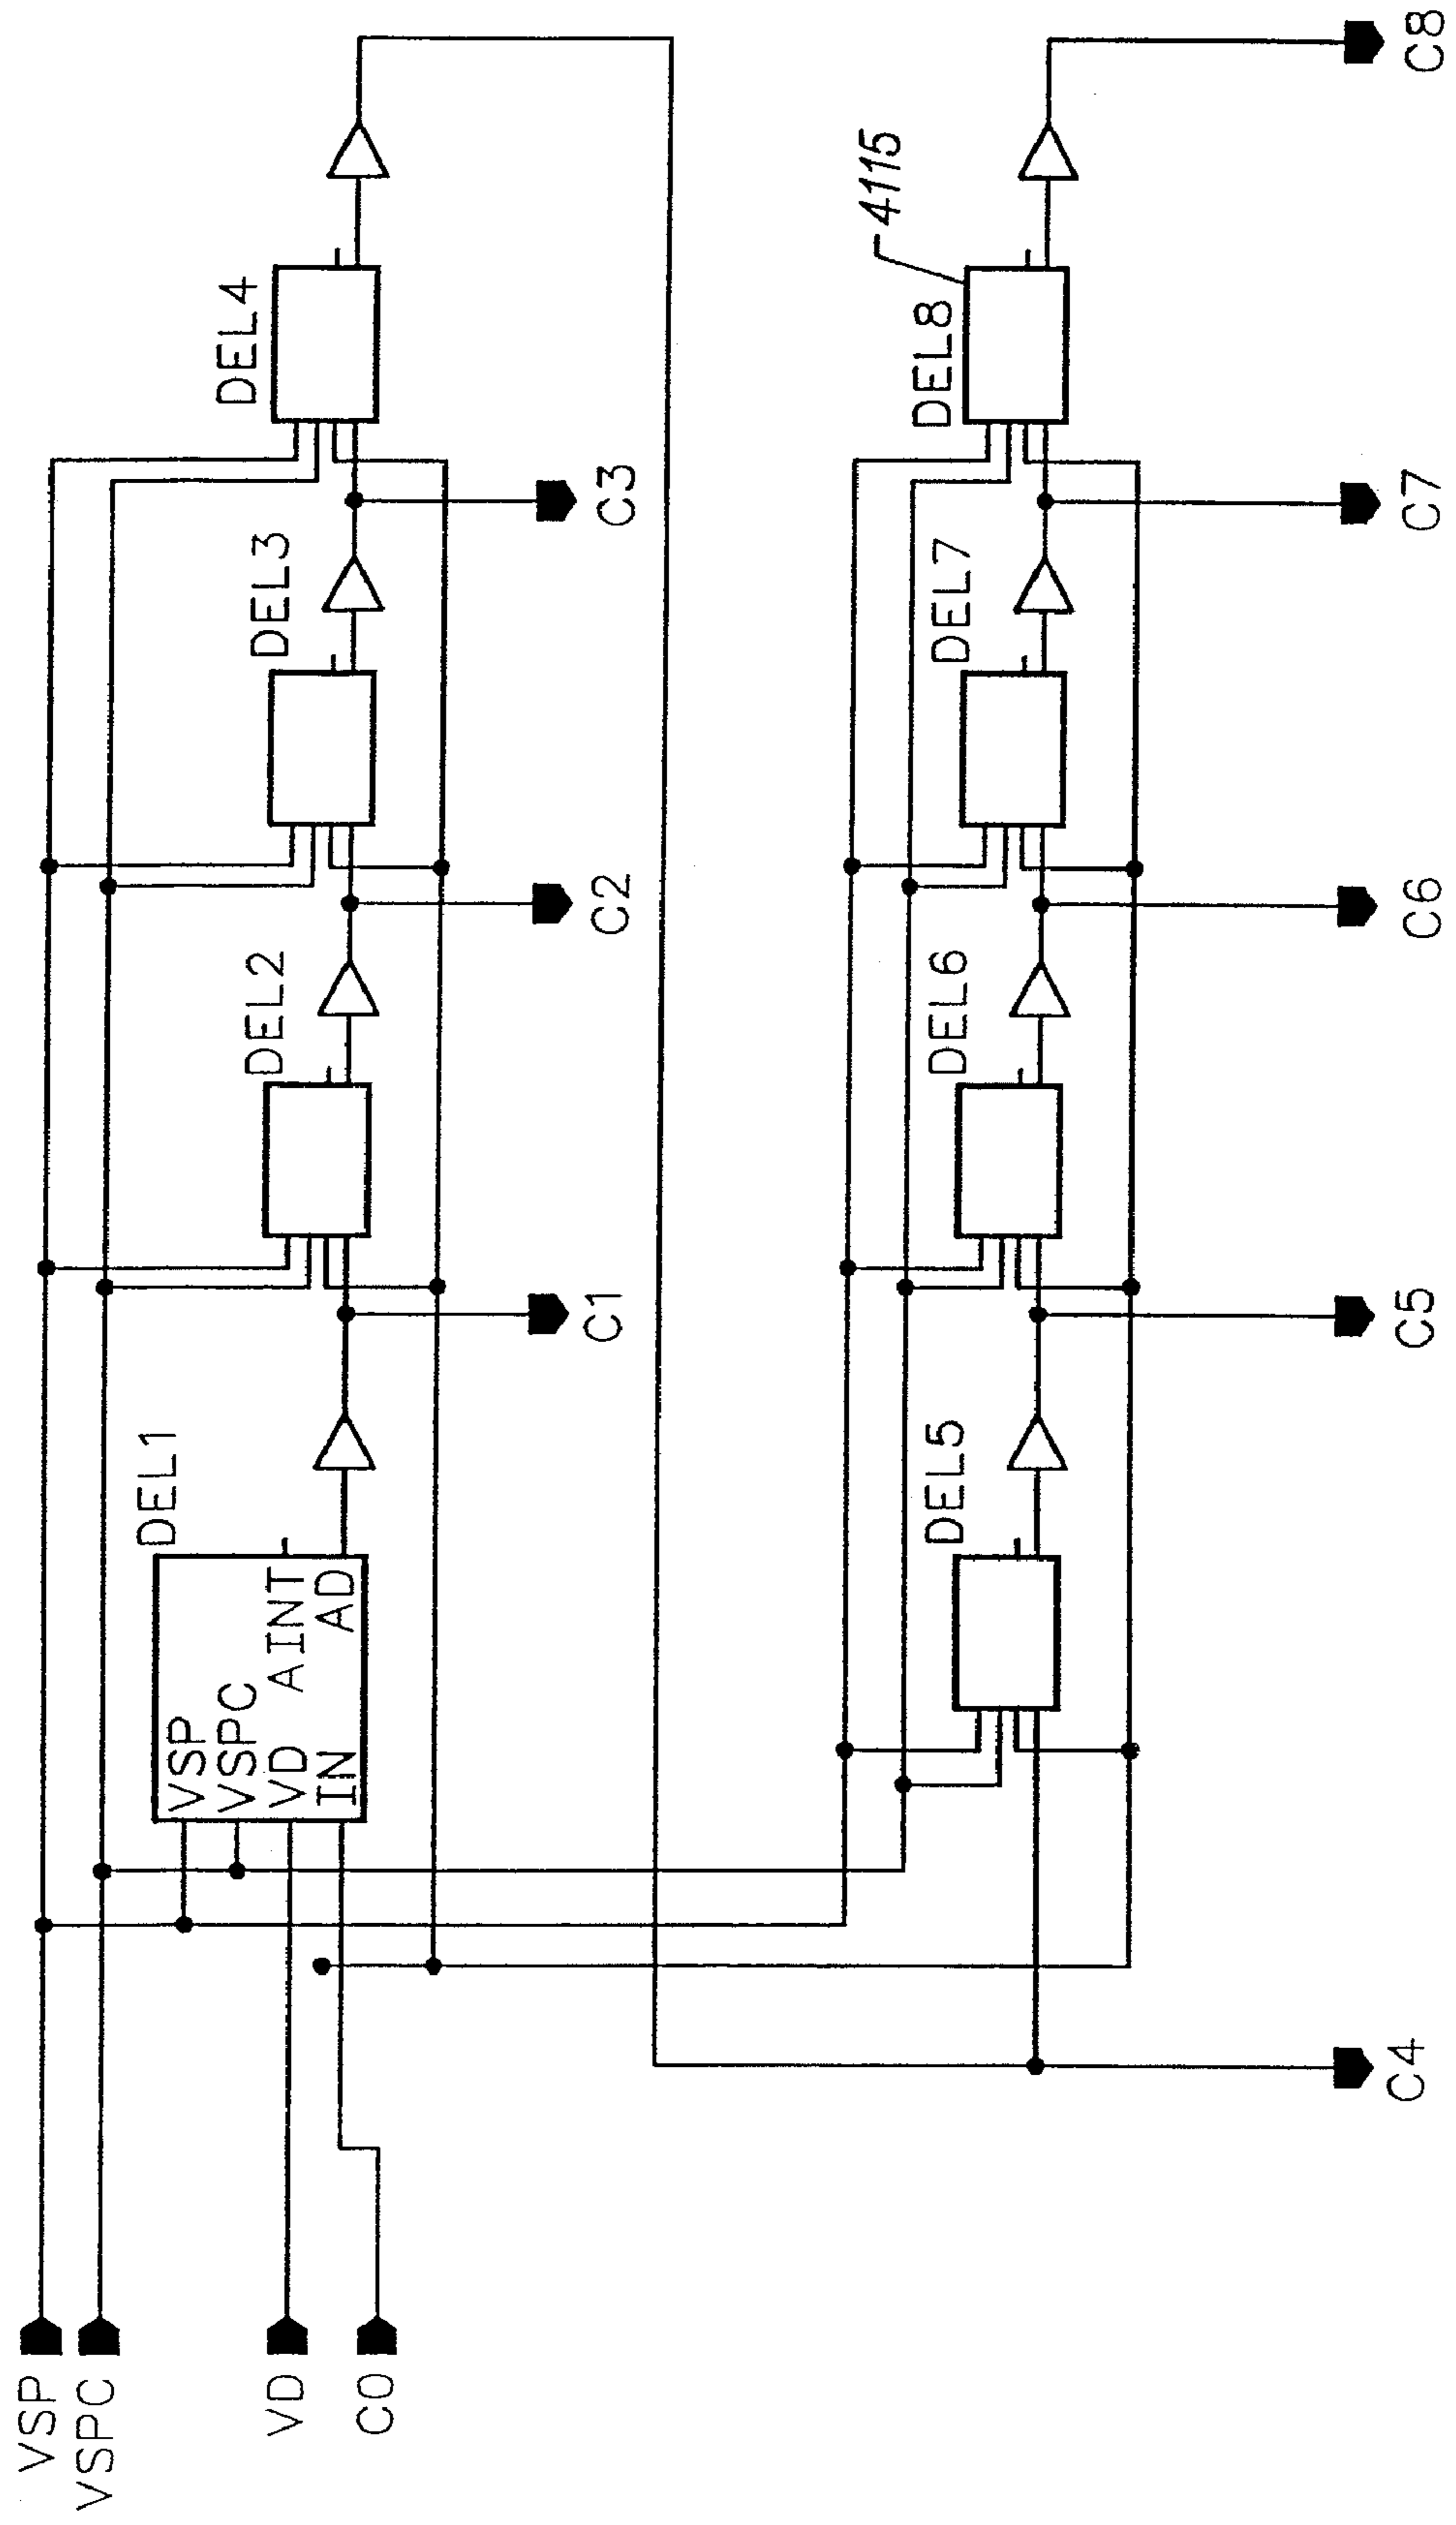 VSP
VSPC
VD
C0
DEL1
VSP
VSPC
VD
AINT
IN
AD
DEL2
DEL3
DEL4
C1
C2
C3
DEL5
DEL6
DEL7
DEL8
4115
C4
C5
C6
C7
C8